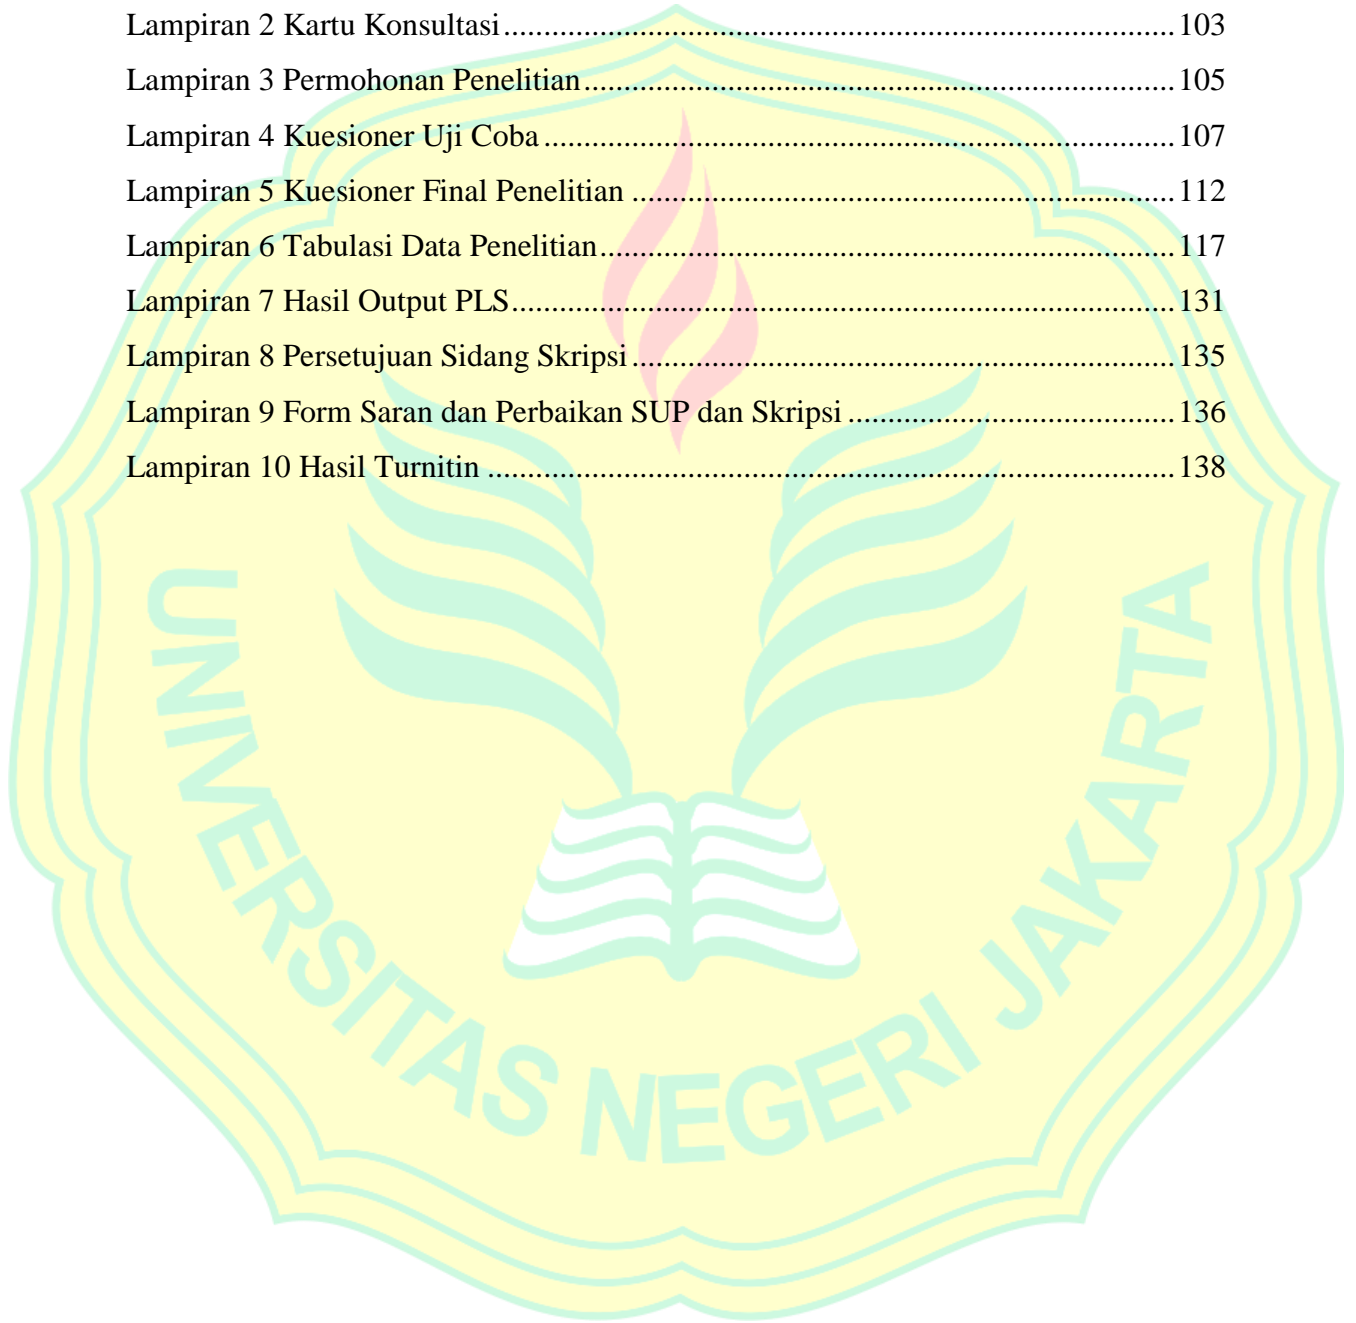 Lampiran 2 Kartu Konsultasi.................................................................................... 103
Lampiran 3 Permohonan Penelitian.......................................................................... 105
Lampiran 4 Kuesioner Uji Coba ............................................................................... 107
Lampiran 5 Kuesioner Final Penelitian .................................................................... 112
Lampiran 6 Tabulasi Data Penelitian........................................................................ 117
Lampiran 7 Hasil Output PLS................................................................................... 131
Lampiran 8 Persetujuan Sidang Skripsi .................................................................... 135
Lampiran 9 Form Saran dan Perbaikan SUP dan Skripsi ......................................... 136
Lampiran 10 Hasil Turnitin ...................................................................................... 138
UNIVERSITAS NEGERI JAKARTA